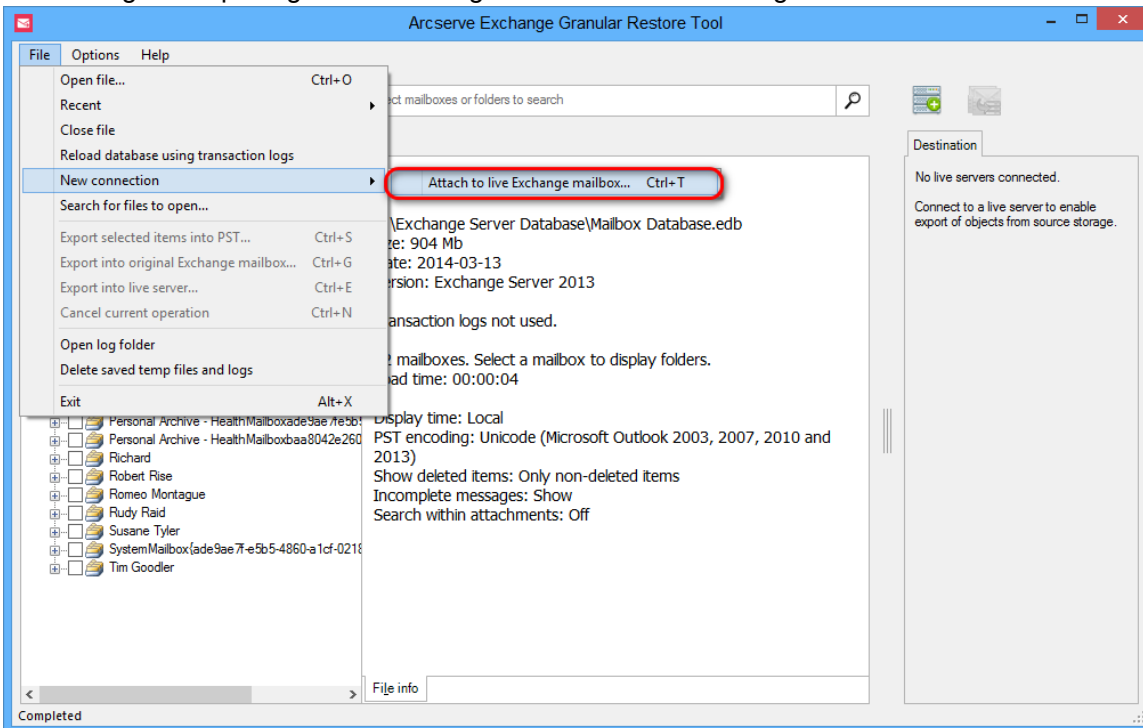 Arcserve Exchange Granular Restore Tool
File Options Help
Open file... Ctrl+O
Recent
Close file
Reload database using transaction logs
New connection
Search for files to open...
Export selected items into PST... Ctrl+S
Export into original Exchange mailbox... Ctrl+G
Export into live server... Ctrl+E
Cancel current operation Ctrl+N
Open log folder
Delete saved temp files and logs
Exit Alt+X
Attach to live Exchange mailbox... Ctrl+T
mailboxes or folders to search
\Exchange Server Database\Mailbox Database.edb
904 Mb
2014-03-13
Exchange Server 2013
logs not used.
mailboxes. Select a mailbox to display folders.
time: 00:00:04
Display time: Local
PST encoding: Unicode (Microsoft Outlook 2003, 2007, 2010 and
2013)
Show deleted items: Only non-deleted items
Incomplete messages: Show
Search within attachments: Off
Personal Archive - HealthMailboxade9ae7fe5b5
Personal Archive - HealthMailboxbaa8042e260
Richard
Robert Rise
Romeo Montague
Rudy Raid
Susane Tyler
SystemMailbox{ade9ae7f-e5b5-4860-a1cf-0218
Tim Goodler
File info
Destination
No live servers connected.
Connect to a live server to enable
export of objects from source storage.
Completed